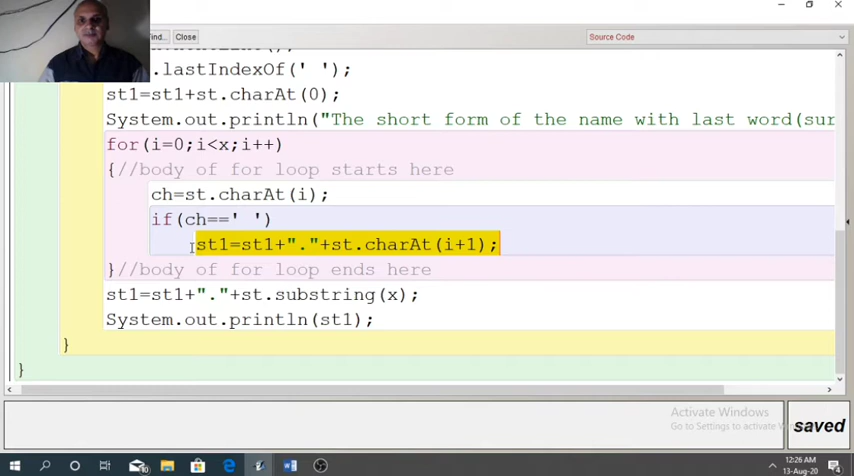 ind...
Close
Source Code
.lastIndexOf(' ');
st1=st1+st.charAt(0);
System.out.println("The short form of the name with last word(sur
for(i=0;i<x;i++)
{//body of for loop starts here
ch=st.charAt(i);
if(ch==' ')
st1=st1+"."+st.charAt(i+1);
}//body of for loop ends here
st1=st1+"."+st.substring(x);
System.out.println(st1);
}
}
Activate Windows
Go to Settings to activate
saved
12:26 AM
13-Aug-20